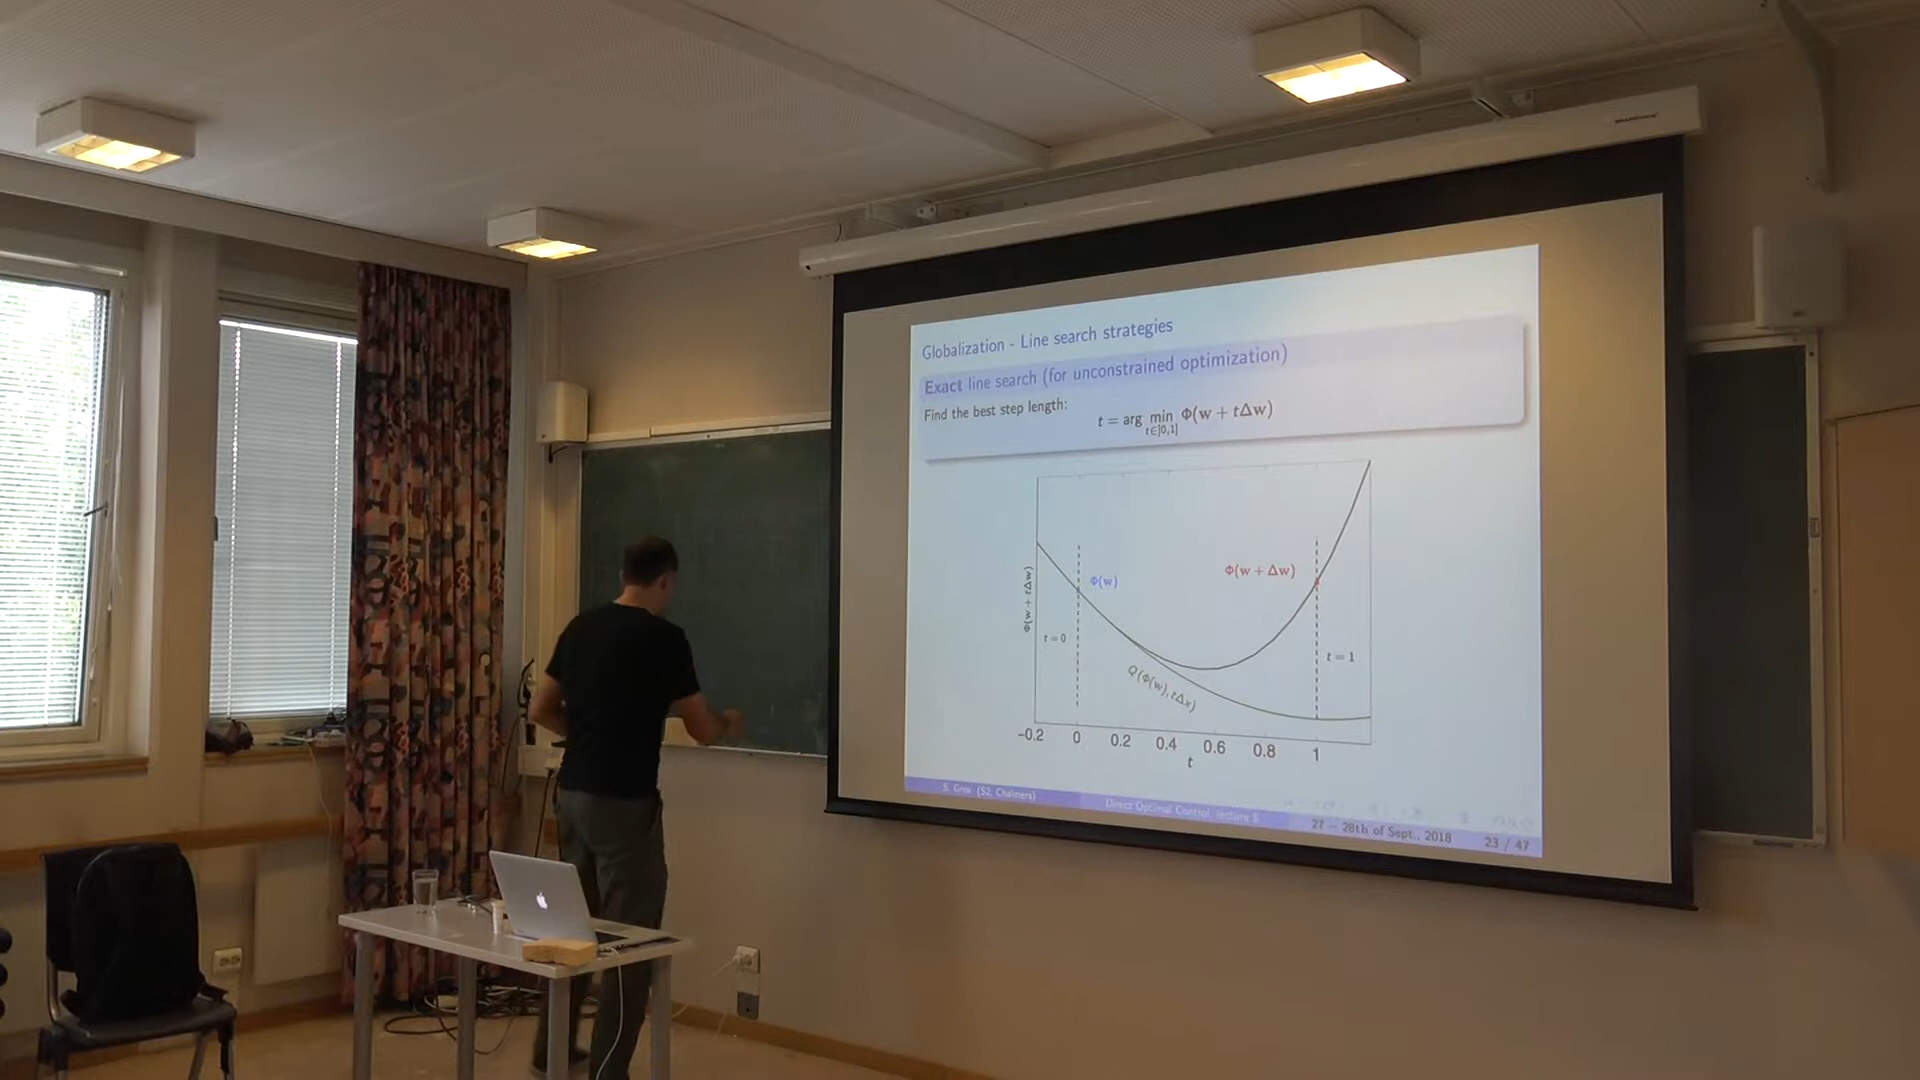 Globalization - Line search strategies
Exact line search (for unconstrained optimization)
Find the best step length:
t = arg min Φ(w + tΔw)
t∈]0,1]
Φ(w + tΔw)
Φ(w)
Φ(w + Δw)
t = 0
t = 1
Q(Φ(w), tΔx)
-0.2 0 0.2 0.4 0.6 0.8 1
t
S. Gros (S2, Chalmers) Direct Optimal Control, lecture 5 27 – 28th of Sept., 2018 23 / 47